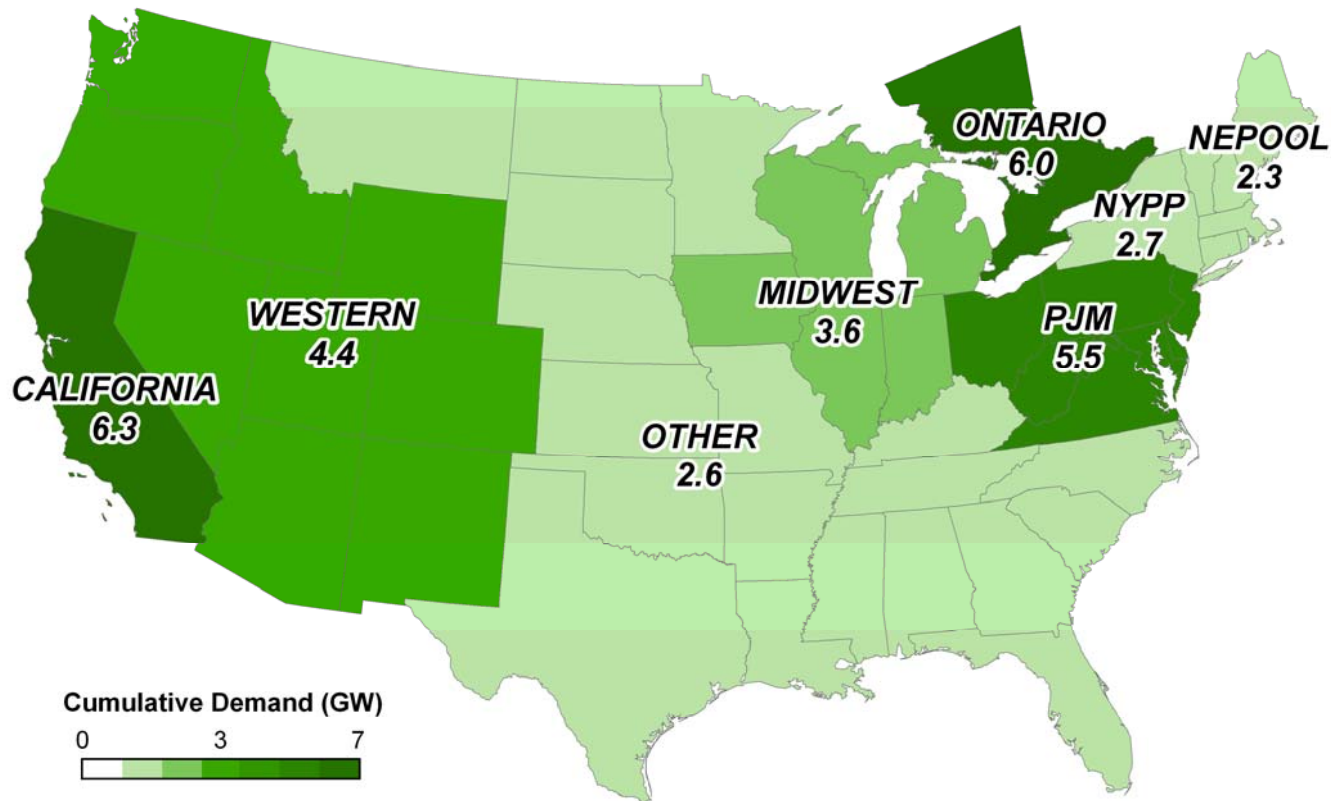 ONTARIO
6.0
NEPOOL
2.3
NYPP
2.7
MIDWEST
3.6
PJM
5.5
WESTERN
4.4
CALIFORNIA
6.3
OTHER
2.6
Cumulative Demand (GW)
0 3 7